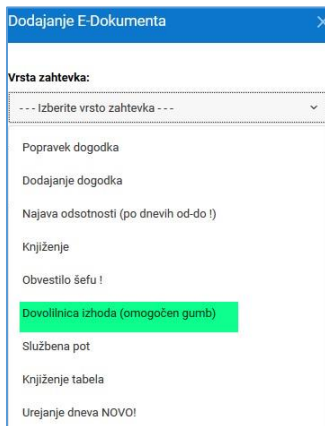 Dodajanje E-Dokumenta
Vrsta zahtevka:
- - - Izberite vrsto zahtevka - - -
Popravek dogodka
Dodajanje dogodka
Najava odsotnosti (po dnevih od-do !)
Knjiženje
Obvestilo šefu !
Dovolilnica izhoda (omogočen gumb)
Službena pot
Knjiženje tabela
Urejanje dneva NOVO!